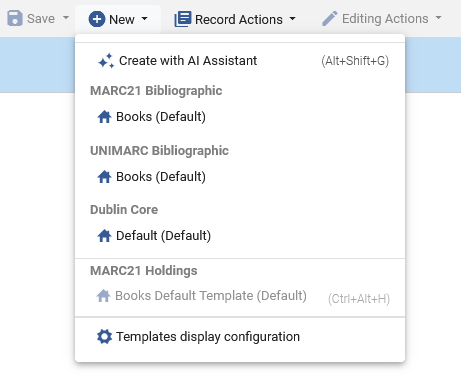 Save New Record Actions Editing Actions
Create with AI Assistant (Alt+Shift+G)
MARC21 Bibliographic
Books (Default)
UNIMARC Bibliographic
Books (Default)
Dublin Core
Default (Default)
MARC21 Holdings
Books Default Template (Default) (Ctrl+Alt+H)
Templates display configuration